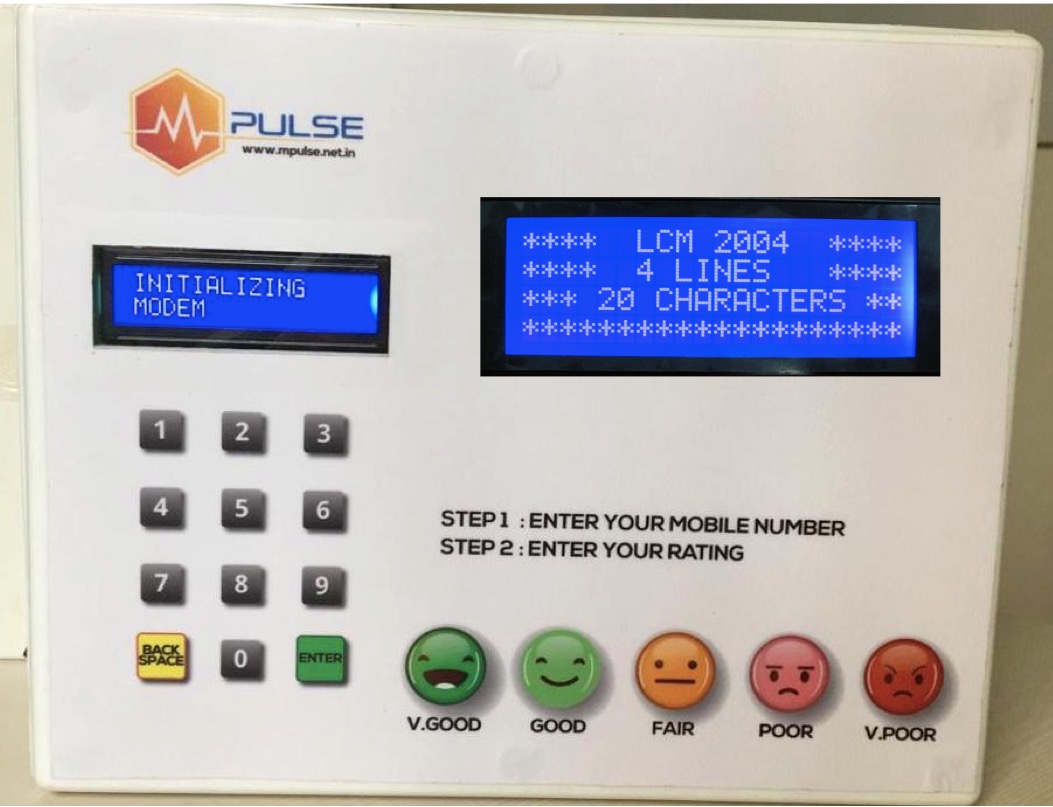 PULSE
www.mpulse.net.in
INITIALIZING
MODEM
**** LCM 2004 ****
**** 4 LINES ****
*** 20 CHARACTERS **
********************
1 2 3
4 5 6
7 8 9
BACK SPACE 0 ENTER
STEP 1 : ENTER YOUR MOBILE NUMBER
STEP 2 : ENTER YOUR RATING
V.GOOD GOOD FAIR POOR V.POOR